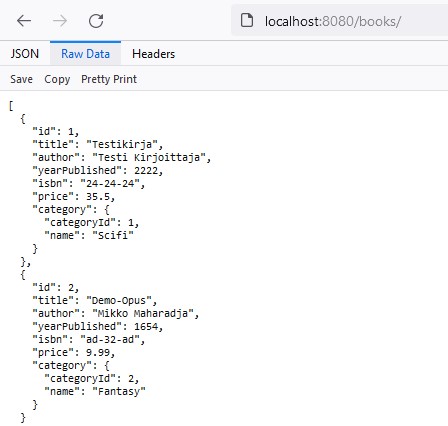 localhost:8080/books/
JSON Raw Data Headers
Save Copy Pretty Print
[
  {
    "id": 1,
    "title": "Testikirja",
    "author": "Testi Kirjoittaja",
    "yearPublished": 2222,
    "isbn": "24-24-24",
    "price": 35.5,
    "category": {
      "categoryId": 1,
      "name": "Scifi"
    }
  },
  {
    "id": 2,
    "title": "Demo-Opus",
    "author": "Mikko Maharadja",
    "yearPublished": 1654,
    "isbn": "ad-32-ad",
    "price": 9.99,
    "category": {
      "categoryId": 2,
      "name": "Fantasy"
    }
  }